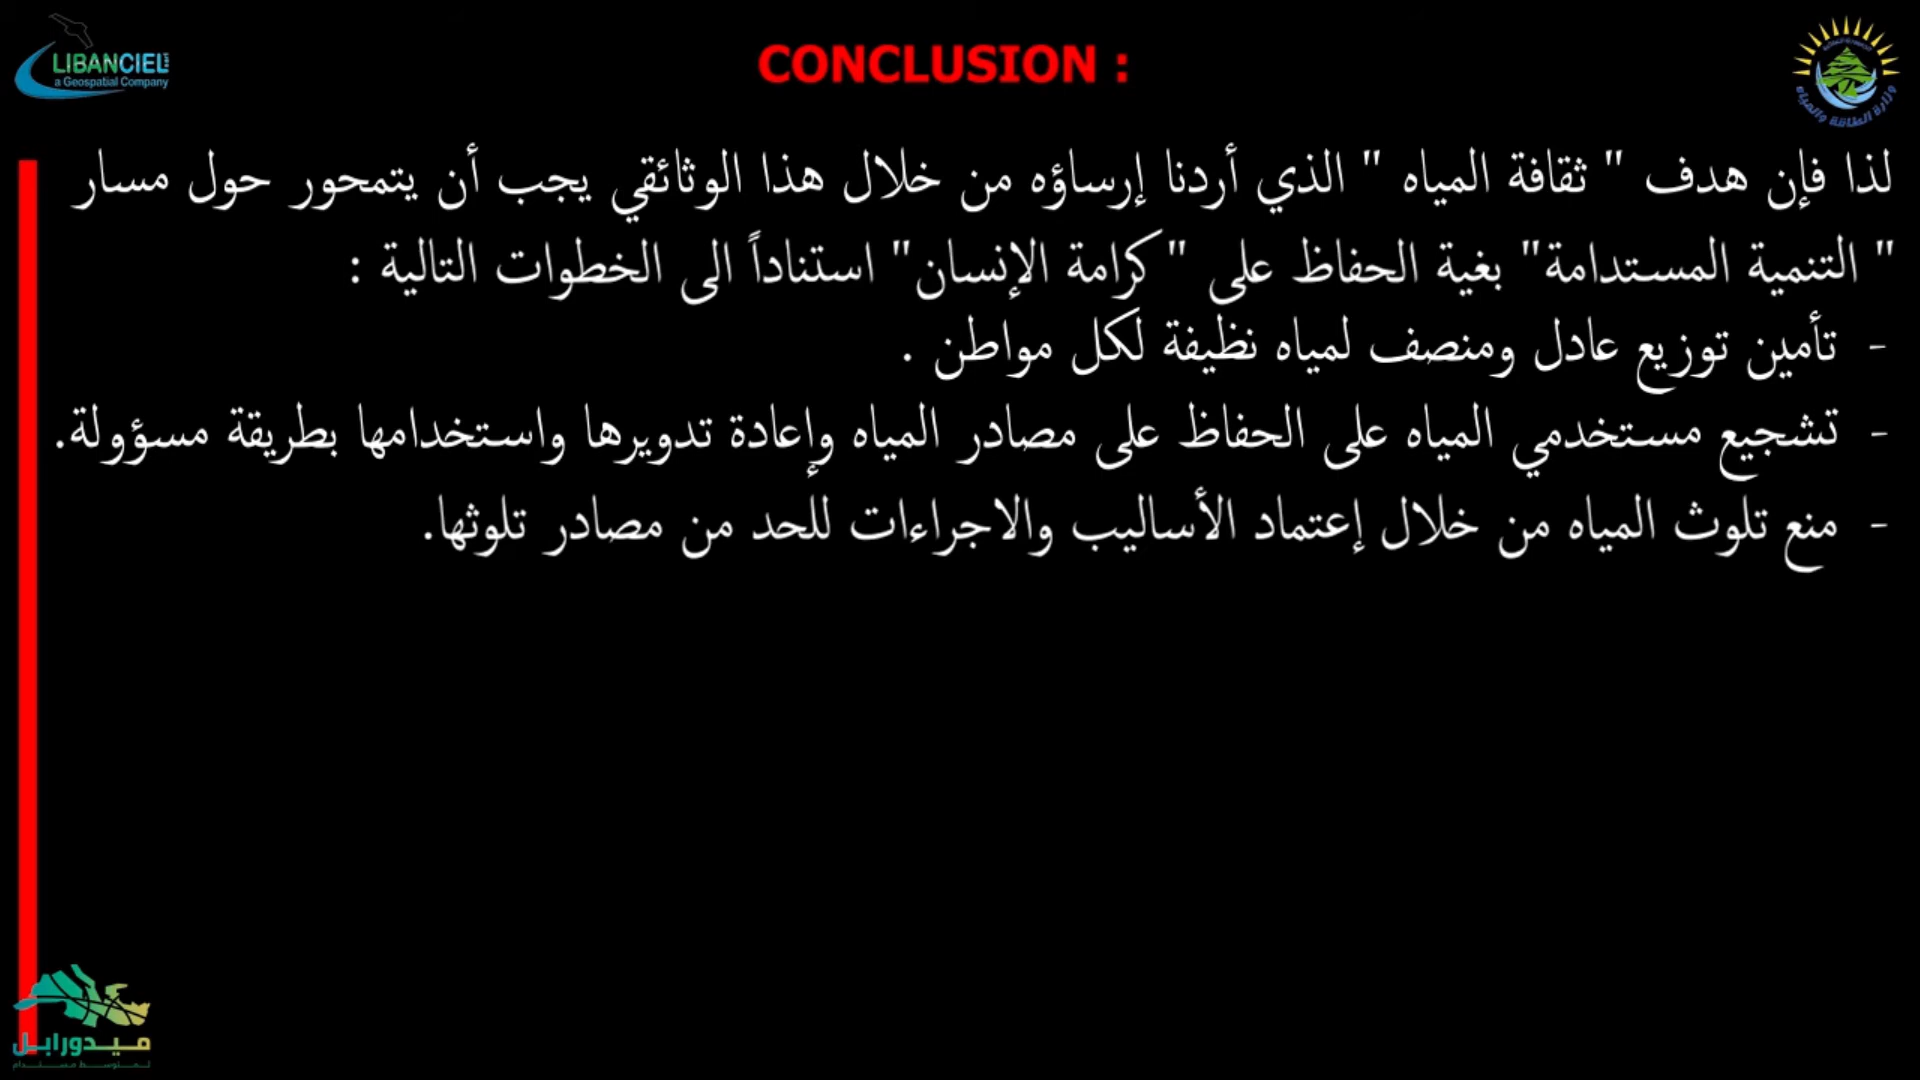 LIBANCIEL
a Geospatial Company
CONCLUSION :
وزارة الطاقة والمياه
لذا فإن هدف " ثقافة المياه " الذي أردنا إرساؤه من خلال هذا الوثائقي يجب أن يتمحور حول مسار
" التنمية المستدامة" بغية الحفاظ على "كرامة الإنسان" استناداً الى الخطوات التالية :
- تأمين توزيع عادل ومنصف لمياه نظيفة لكل مواطن .
- تشجيع مستخدمي المياه على الحفاظ على مصادر المياه وإعادة تدويرها واستخدامها بطريقة مسؤولة.
- منع تلوث المياه من خلال إعتماد الأساليب والاجراءات للحد من مصادر تلوثها.
ميدورابل